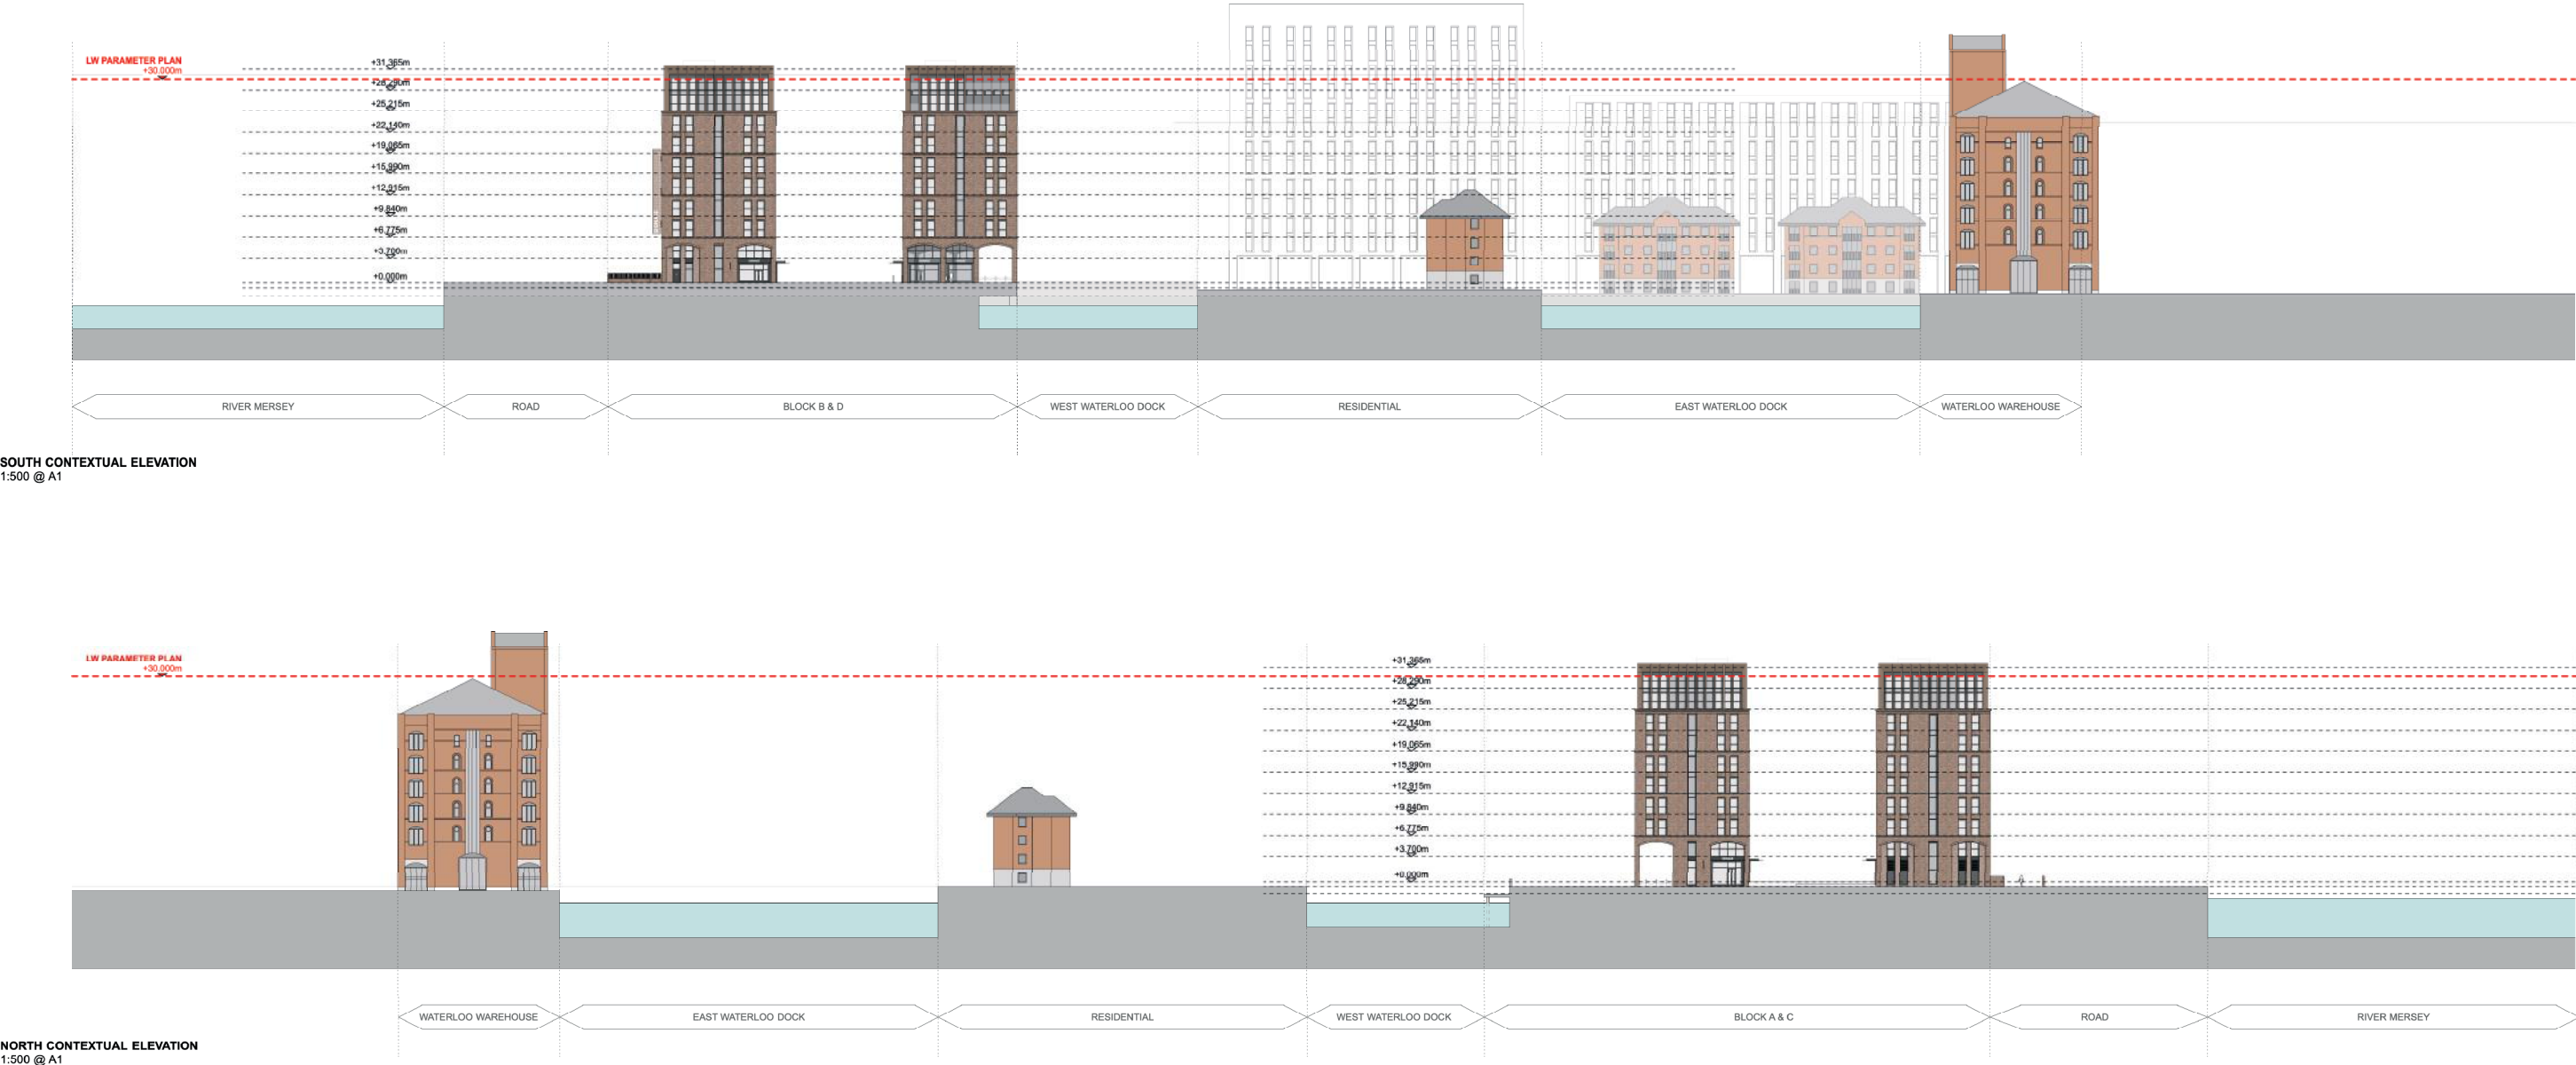 LW PARAMETER PLAN
+30.000m
+31,365m
+28,290m
+25,215m
+22,140m
+19,065m
+15,990m
+12,915m
+9,840m
+6,775m
+3,700m
+0,000m
RIVER MERSEY
ROAD
BLOCK B & D
WEST WATERLOO DOCK
RESIDENTIAL
EAST WATERLOO DOCK
WATERLOO WAREHOUSE
SOUTH CONTEXTUAL ELEVATION
1:500 @ A1
LW PARAMETER PLAN
+30.000m
+31,365m
+28,290m
+25,215m
+22,140m
+19,065m
+15,990m
+12,915m
+9,840m
+6,775m
+3,700m
+0,000m
WATERLOO WAREHOUSE
EAST WATERLOO DOCK
RESIDENTIAL
WEST WATERLOO DOCK
BLOCK A & C
ROAD
RIVER MERSEY
NORTH CONTEXTUAL ELEVATION
1:500 @ A1